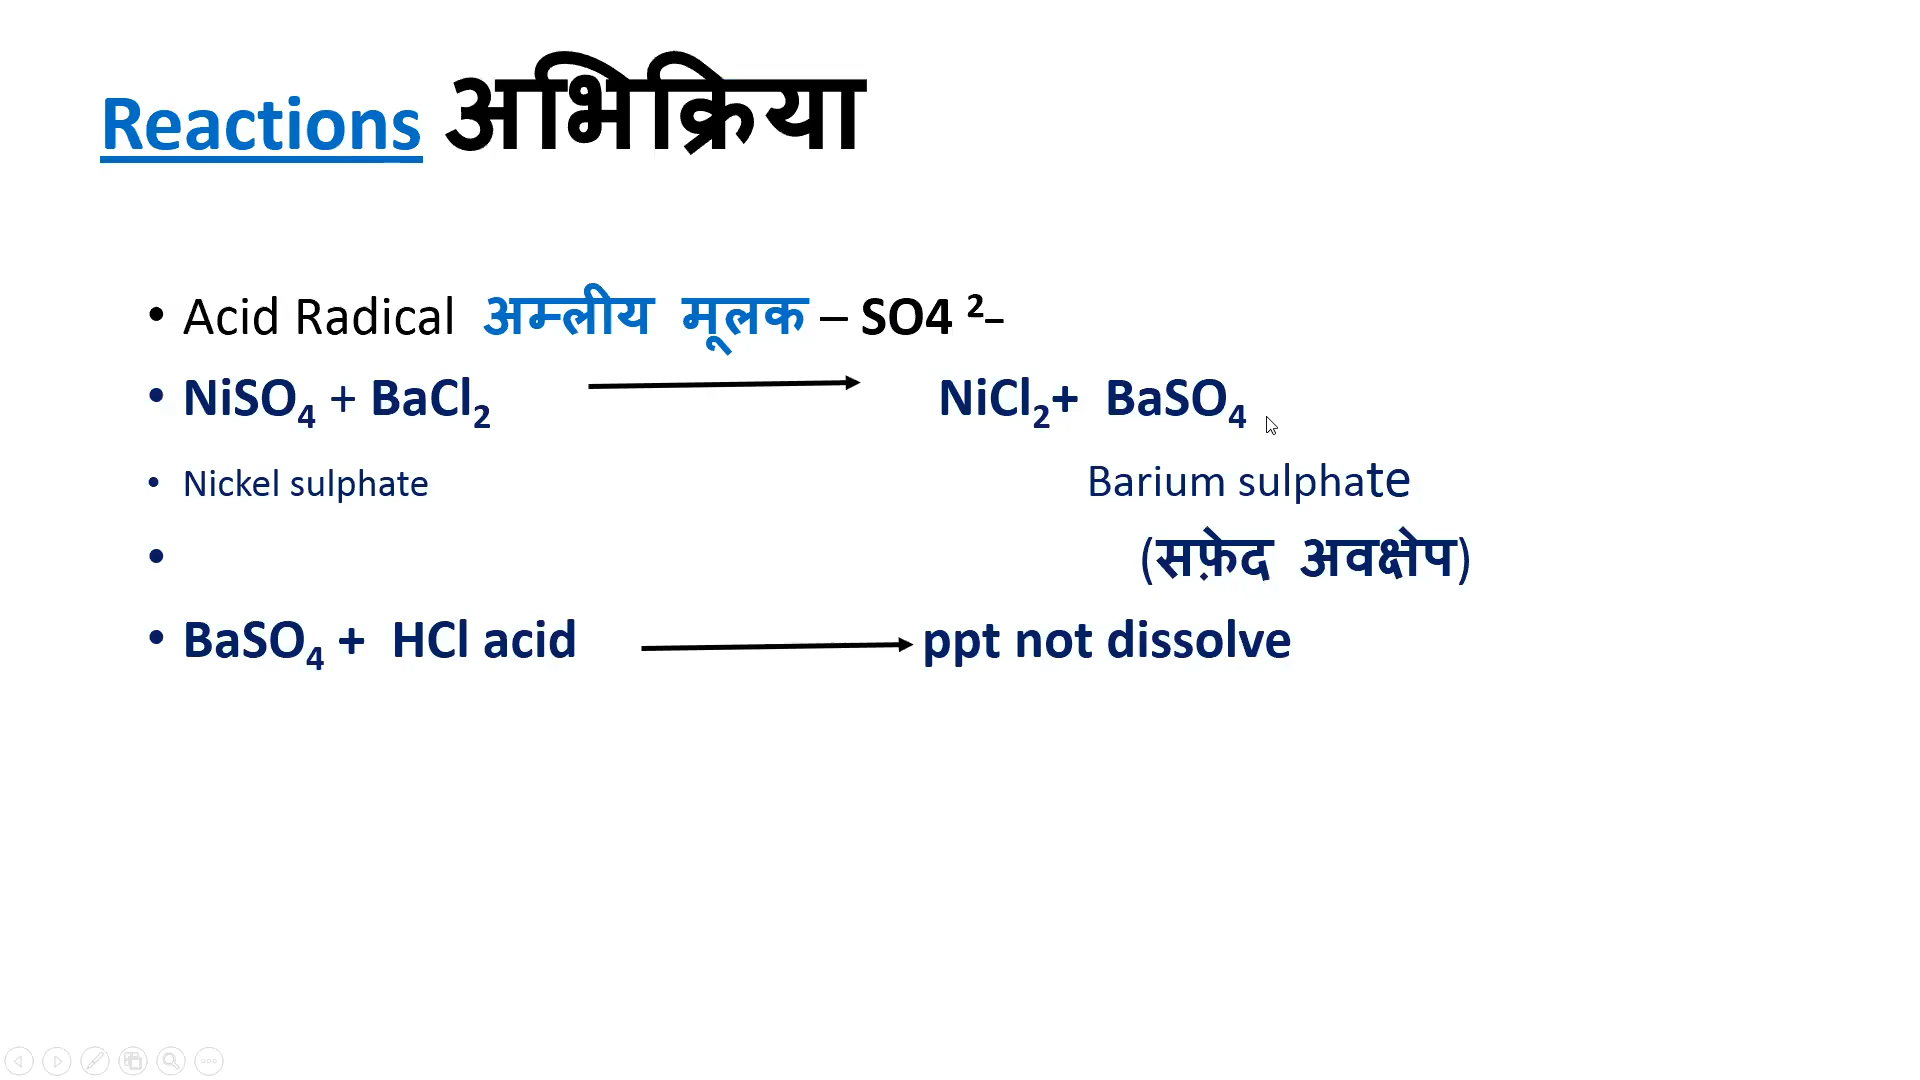 Reactions अभिक्रिया
• Acid Radical अम्लीय मूलक – SO4 ²–
• NiSO₄ + BaCl₂ → NiCl₂+ BaSO₄
• Nickel sulphate Barium sulphate
• (सफ़ेद अवक्षेप)
• BaSO₄ + HCl acid → ppt not dissolve